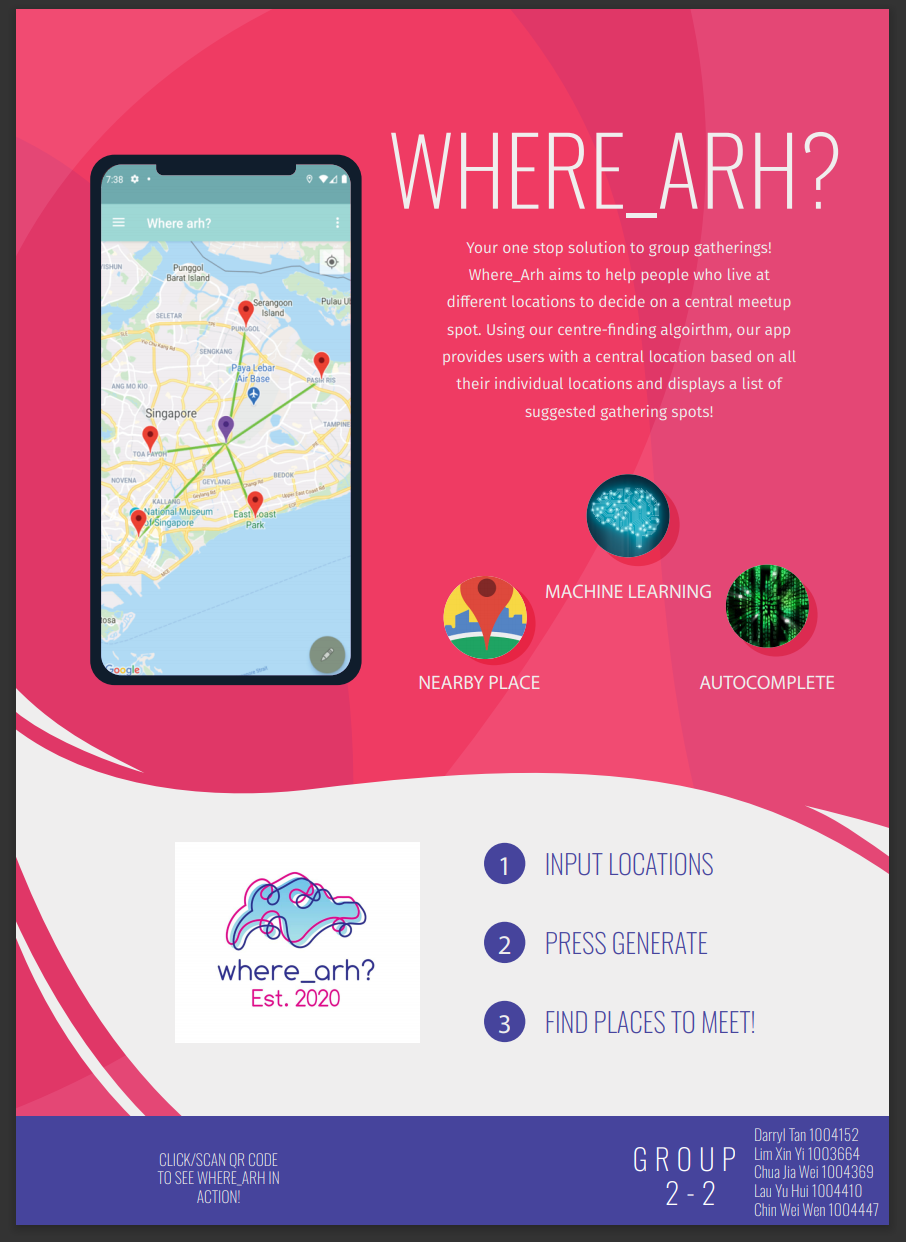 WHERE_ARH?
Your one stop solution to group gatherings!
Where_Arh aims to help people who live at
different locations to decide on a central meetup
spot. Using our centre-finding algoirthm, our app
provides users with a central location based on all
their individual locations and displays a list of
suggested gathering spots!
7:38
Where arh?
YISHUN
Punggol
Barat Island
Serangoon
Island
Pulau Ub
SELETAR
PUNGGOL
SENGKANG
Paya Lebar
Air Base
PASIR RIS
ANG MO KIO
Singapore
TAMPINE
TOA PAYOH
NOVENA
BEDOK
GEYLANG
KALLANG
National Museum
of Singapore
East Coast
Park
MCE
tosa
Google
MACHINE LEARNING
NEARBY PLACE
AUTOCOMPLETE
where_arh?
Est. 2020
1 INPUT LOCATIONS
2 PRESS GENERATE
3 FIND PLACES TO MEET!
CLICK/SCAN QR CODE
TO SEE WHERE_ARH IN
ACTION!
GROUP
2-2
Darryl Tan 1004152
Lim Xin Yi 1003664
Chua Jia Wei 1004369
Lau Yu Hui 1004410
Chin Wei Wen 1004447